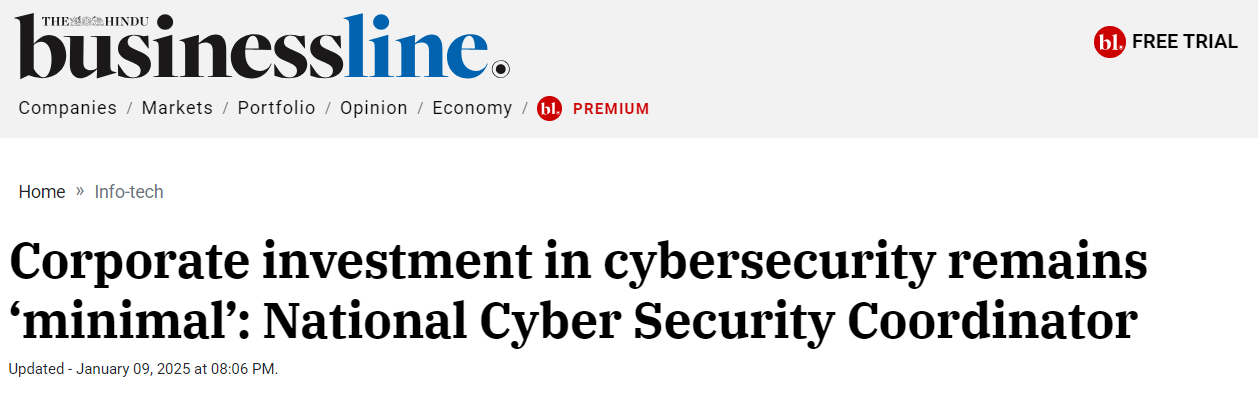 THE HINDU
businessline.
bl. FREE TRIAL
Companies / Markets / Portfolio / Opinion / Economy / bl. PREMIUM
Home » Info-tech
Corporate investment in cybersecurity remains
‘minimal’: National Cyber Security Coordinator
Updated - January 09, 2025 at 08:06 PM.